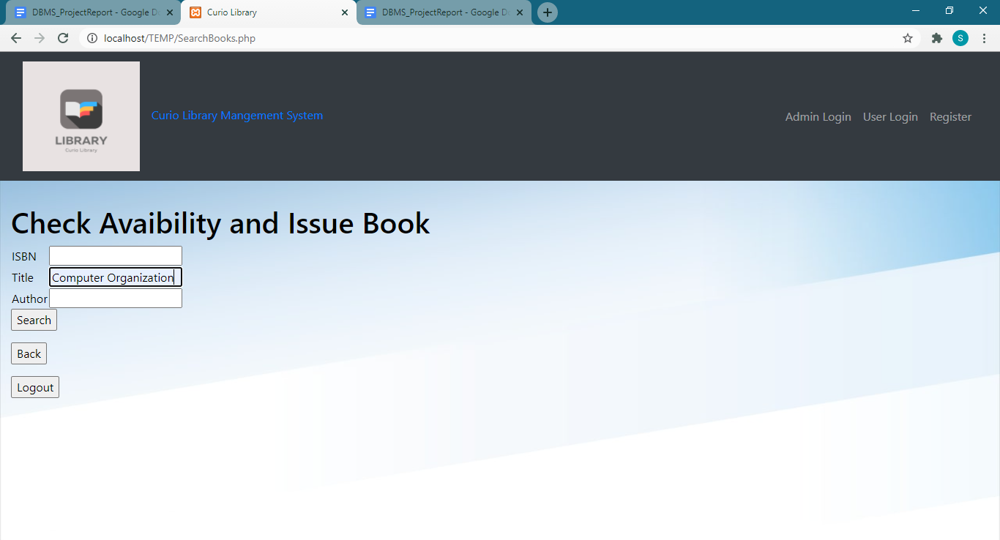 DBMS_ProjectReport - Google D
Curio Library
DBMS_ProjectReport - Google D
localhost/TEMP/SearchBooks.php
S
LIBRARY
Curio Library
Curio Library Mangement System
Admin Login User Login Register
Check Avaibility and Issue Book
ISBN
Title Computer Organization
Author
Search
Back
Logout